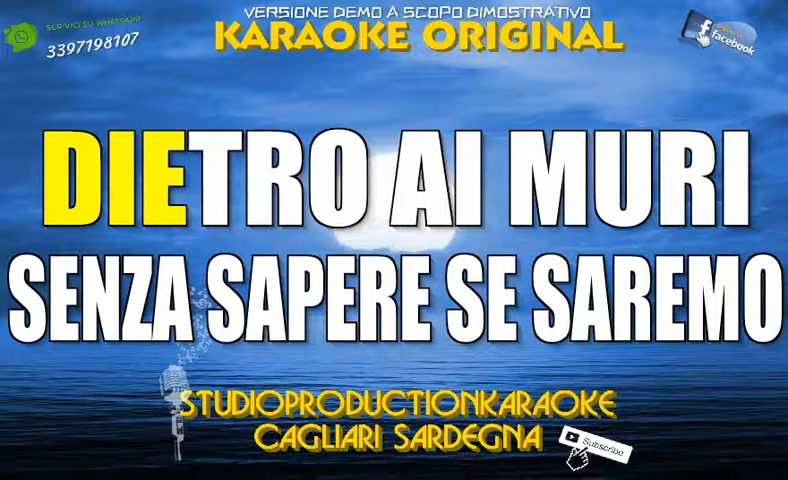 VERSIONE DEMO A SCOPO DIMOSTRATIVO
SCRIVICI SU WHATSAPP
3397198107
KARAOKE ORIGINAL
facebook
DIETRO AI MURI
SENZA SAPERE SE SAREMO
STUDIOPRODUCTIONKARAOKE
CAGLIARI SARDEGNA
Subscribe